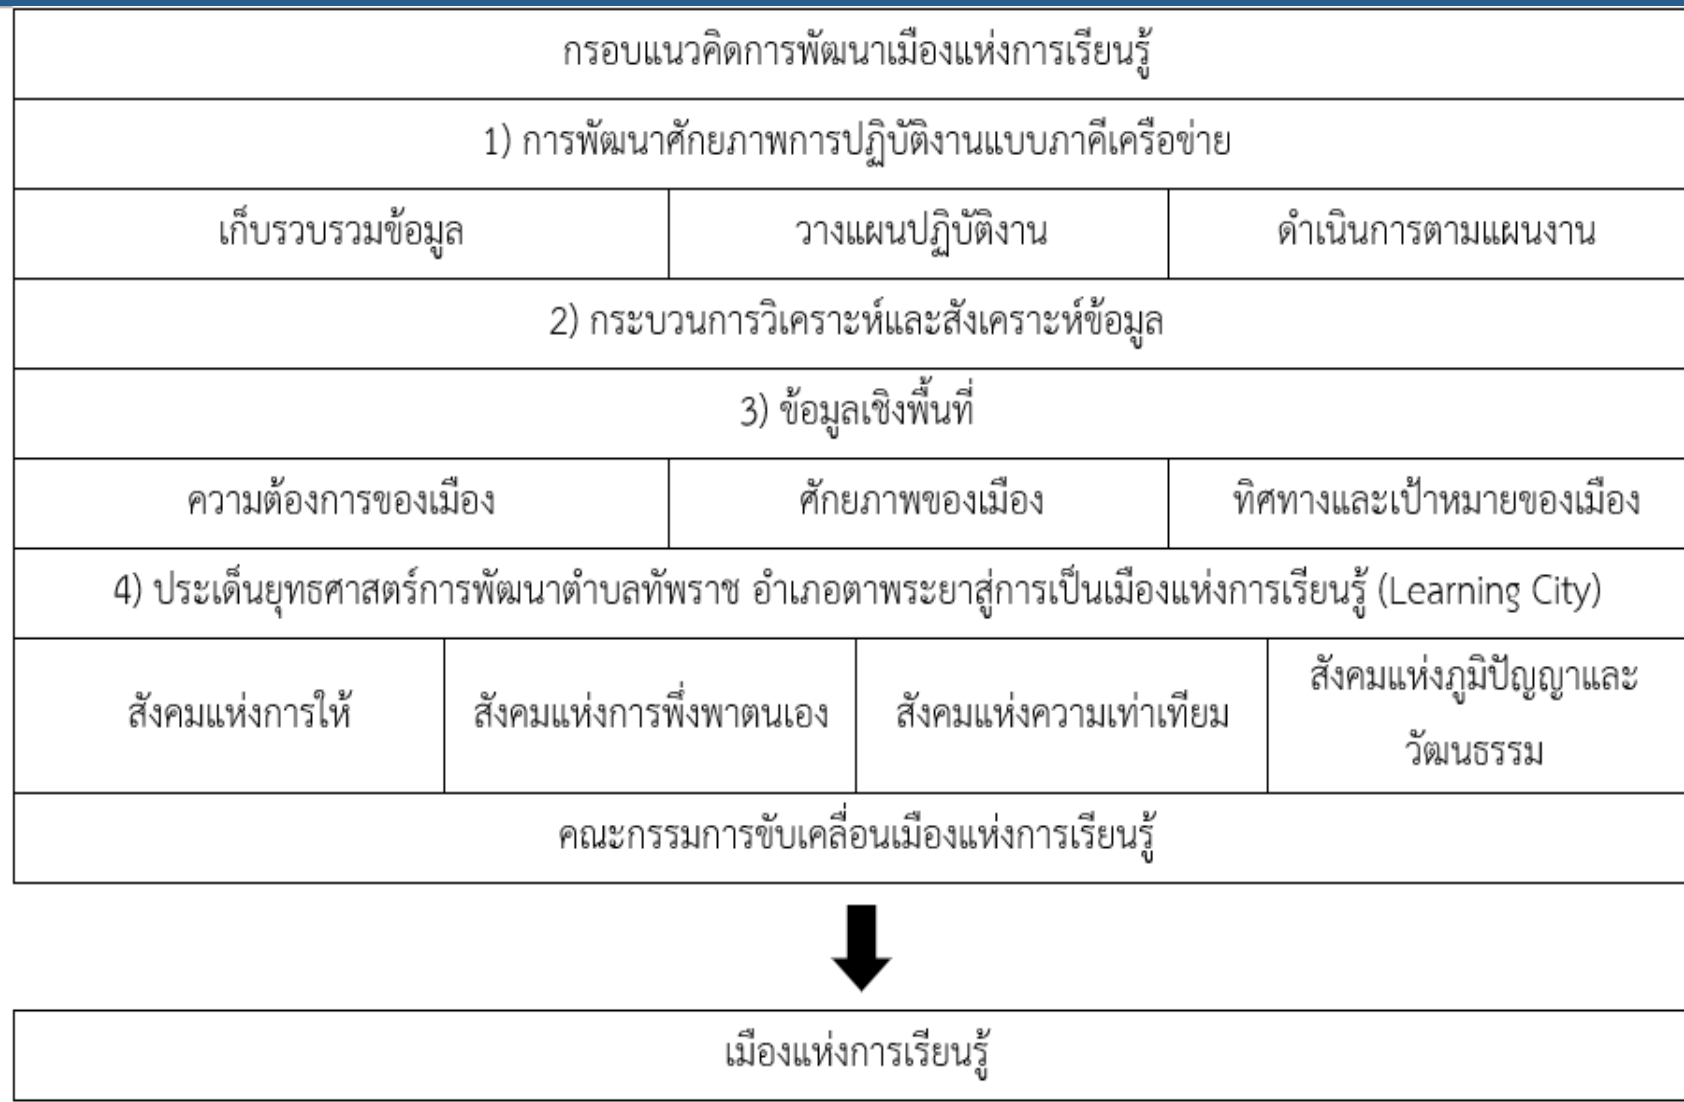 กรอบแนวคิดการพัฒนาเมืองแห่งการเรียนรู้
1) การพัฒนาศักยภาพการปฏิบัติงานแบบภาคีเครือข่าย
เก็บรวบรวมข้อมูล
วางแผนปฏิบัติงาน
ดำเนินการตามแผนงาน
2) กระบวนการวิเคราะห์และสังเคราะห์ข้อมูล
3) ข้อมูลเชิงพื้นที่
ความต้องการของเมือง
ศักยภาพของเมือง
ทิศทางและเป้าหมายของเมือง
4) ประเด็นยุทธศาสตร์การพัฒนาตำบลทัพราช อำเภอตาพระยาสู่การเป็นเมืองแห่งการเรียนรู้ (Learning City)
สังคมแห่งการให้
สังคมแห่งการพึ่งพาตนเอง
สังคมแห่งความเท่าเทียม
สังคมแห่งภูมิปัญญาและ
วัฒนธรรม
คณะกรรมการขับเคลื่อนเมืองแห่งการเรียนรู้
เมืองแห่งการเรียนรู้